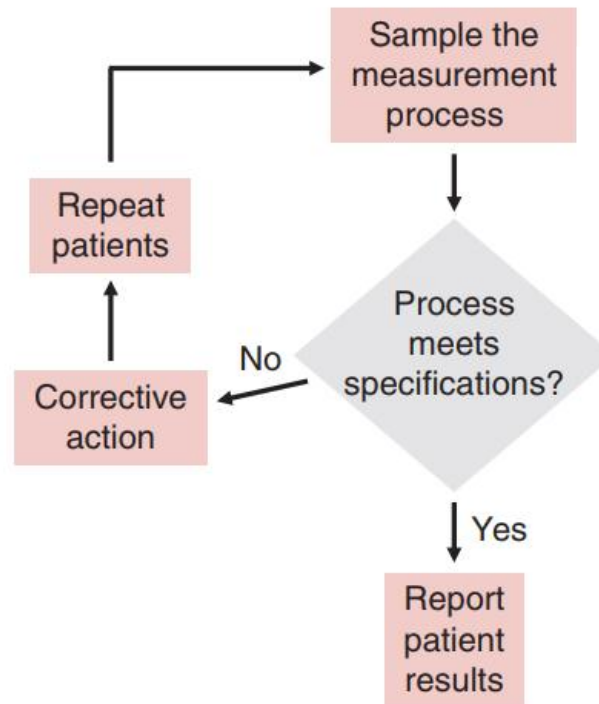 Sample the
measurement
process
Repeat
patients
Process
meets
specifications?
No
Corrective
action
Yes
Report
patient
results